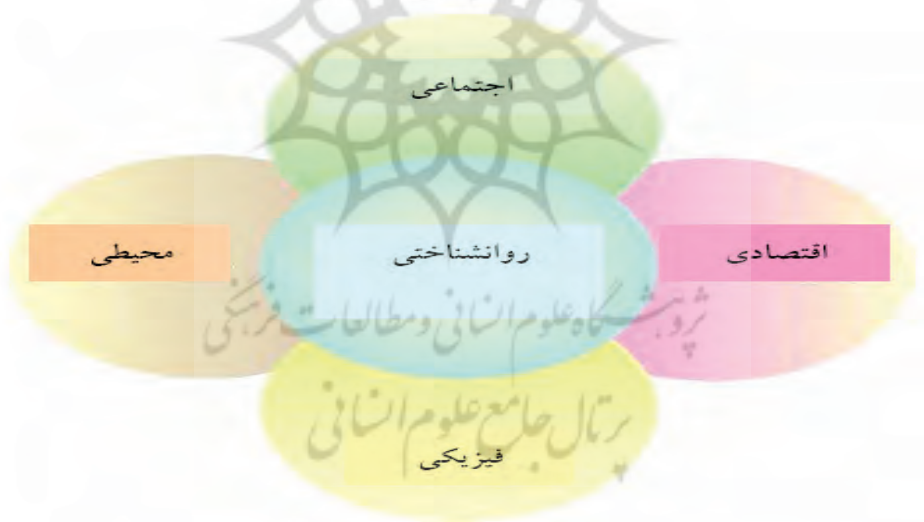 اجتماعی
اقتصادی
روانشناختی
محیطی
پژوهشگاه علوم انسانی و مطالعات فرهنگی
پرتال جامع علوم انسانی
فیزیکی